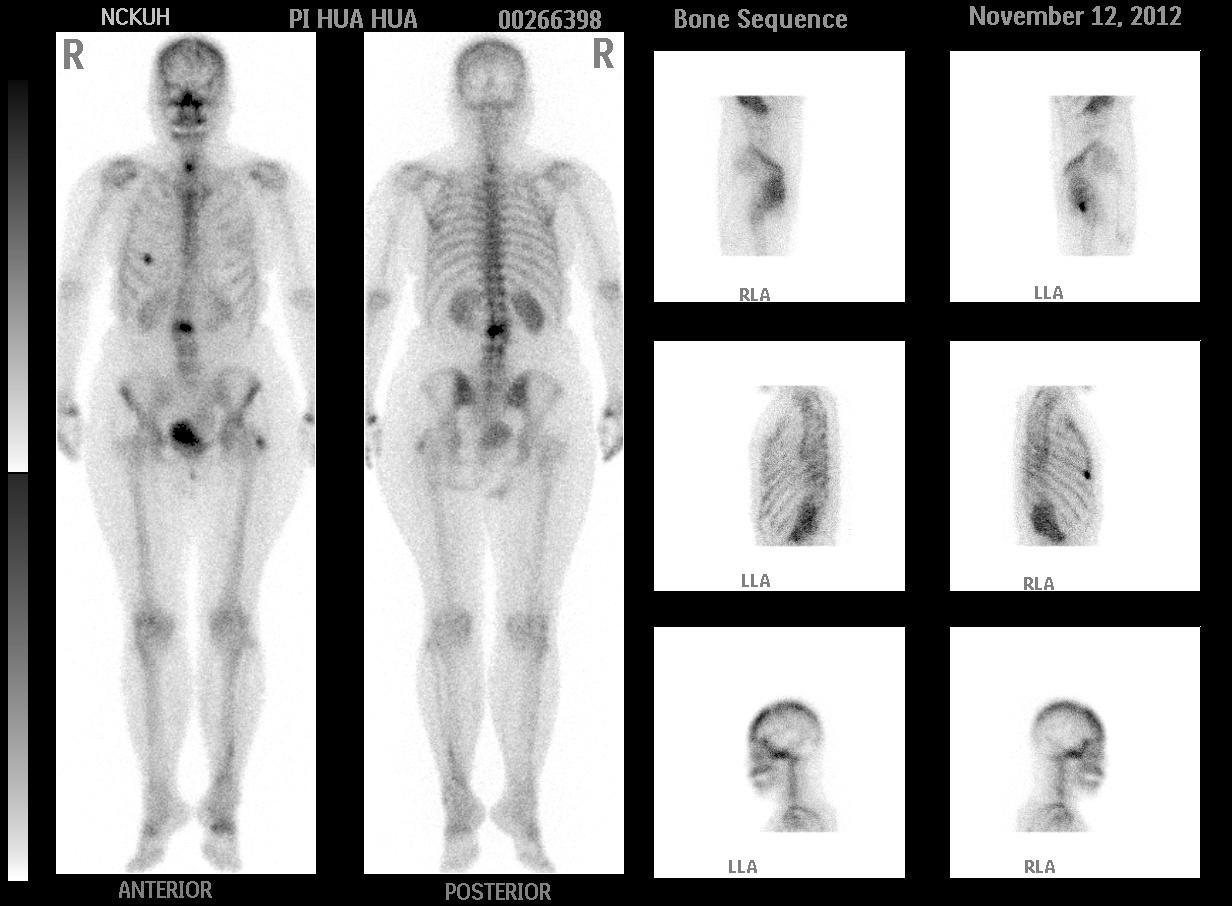 NCKUH PI HUA HUA 00266398 Bone Sequence November 12, 2012
R R
RLA LLA
LLA RLA
LLA RLA
ANTERIOR POSTERIOR